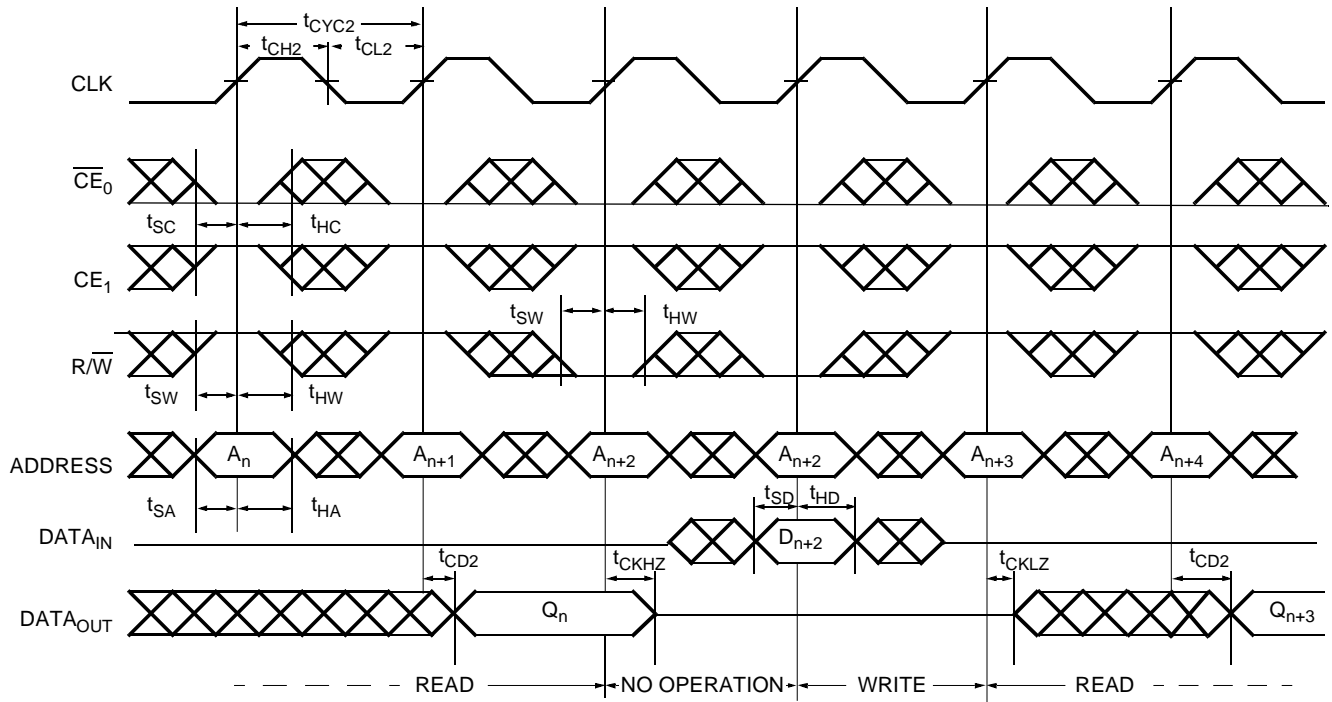 tCYC2
tCH2 tCL2
CLK
CE0
tSC tHC
CE1
tSW tHW
R/W
tSW tHW
ADDRESS An An+1 An+2 An+2 An+3 An+4
tSA tHA tSD tHD
DATAIN Dn+2
tCD2 tCKHZ tCKLZ tCD2
DATAOUT Qn Qn+3
READ NO OPERATION WRITE READ